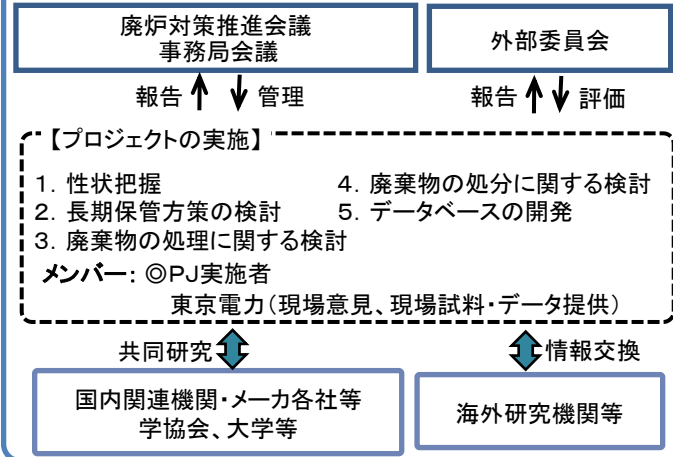 廃炉対策推進会議
事務局会議
外部委員会
報告 管理
報告 評価
【プロジェクトの実施】
1．性状把握
2．長期保管方策の検討
3．廃棄物の処理に関する検討
4．廃棄物の処分に関する検討
5．データベースの開発
メンバー：◎PJ実施者
東京電力（現場意見、現場試料・データ提供）
共同研究
情報交換
国内関連機関・メーカ各社等
学協会、大学等
海外研究機関等